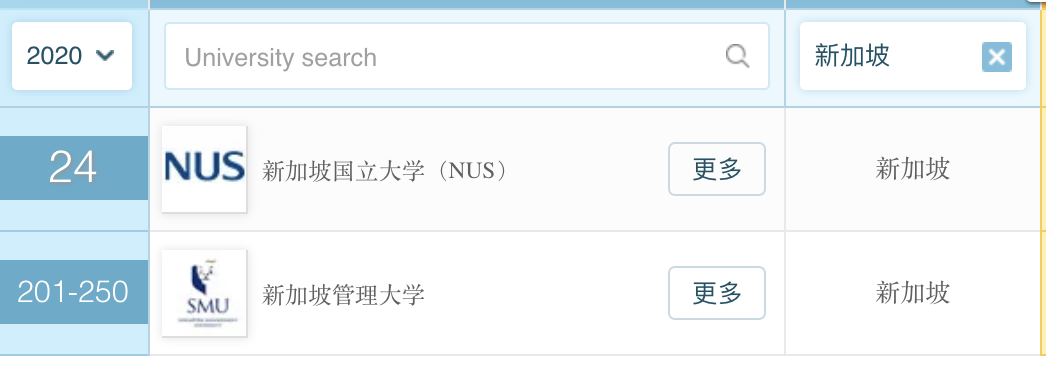 2020
University search
新加坡
24
NUS
新加坡国立大学（NUS）
更多
新加坡
201-250
SMU
新加坡管理大学
更多
新加坡